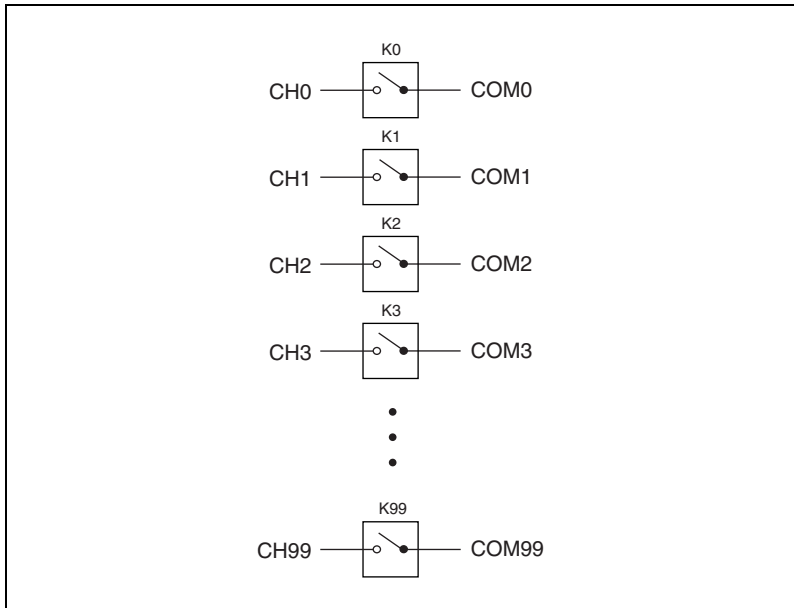 K0
CH0 COM0
K1
CH1 COM1
K2
CH2 COM2
K3
CH3 COM3
K99
CH99 COM99